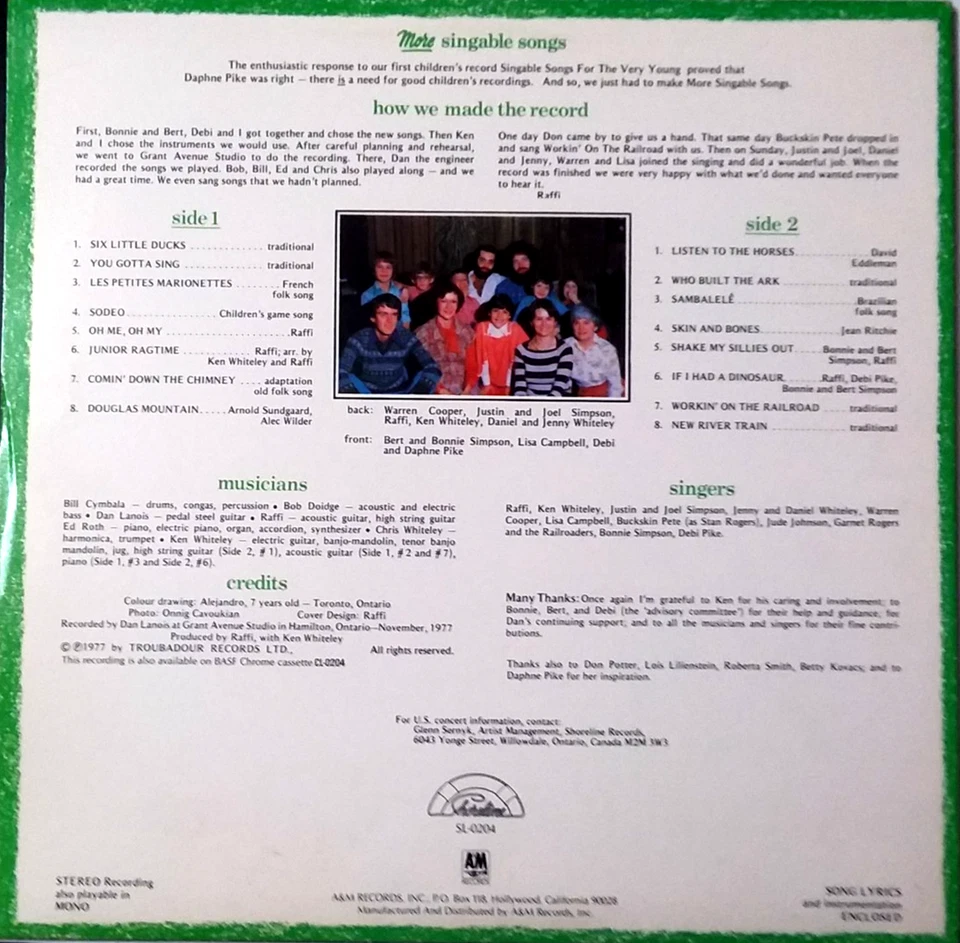 More singable songs
The enthusiastic response to our first children's record Singable Songs For The Very Young proved that
Daphne Pike was right — there is a need for good children's recordings. And so, we just had to make More Singable Songs.
how we made the record
First, Bonnie and Bert, Debi and I got together and chose the new songs. Then Ken
and I chose the instruments we would use. After careful planning and rehearsal,
we went to Grant Avenue Studio to do the recording. There, Dan the engineer
recorded the songs we played. Bob, Bill, Ed and Chris also played along — and we
had a great time. We even sang songs that we hadn't planned.
One day Don came by to give us a hand. That same day Buckskin Pete dropped in
and sang Workin' On The Railroad with us. Then on Sunday, Justin and Joel, Daniel
and Jenny, Warren and Lisa joined the singing and did a wonderful job. When the
record was finished we were very happy with what we'd done and wanted everyone
to hear it.
Raffi
side 1
1. SIX LITTLE DUCKS ............. traditional
2. YOU GOTTA SING .............. traditional
3. LES PETITES MARIONETTES ......... French
folk song
4. SODEO ...................... Children's game song
5. OH ME, OH MY .......................Raffi
6. JUNIOR RAGTIME ............. Raffi; arr. by
Ken Whiteley and Raffi
7. COMIN' DOWN THE CHIMNEY .... adaptation
old folk song
8. DOUGLAS MOUNTAIN..... Arnold Sundgaard,
Alec Wilder
side 2
1. LISTEN TO THE HORSES............... David
Eddleman
2. WHO BUILT THE ARK ............... traditional
3. SAMBALELÊ ................... Brazilian
folk song
4. SKIN AND BONES............... Jean Ritchie
5. SHAKE MY SILLIES OUT..... Bonnie and Bert
Simpson, Raffi
6. IF I HAD A DINOSAUR.......Raffi, Debi Pike,
Bonnie and Bert Simpson
7. WORKIN' ON THE RAILROAD ..... traditional
8. NEW RIVER TRAIN ............... traditional
back: Warren Cooper, Justin and Joel Simpson,
Raffi, Ken Whiteley, Daniel and Jenny Whiteley
front: Bert and Bonnie Simpson, Lisa Campbell, Debi
and Daphne Pike
musicians
Bill Cymbala — drums, congas, percussion • Bob Doidge — acoustic and electric
bass • Dan Lanois — pedal steel guitar • Raffi — acoustic guitar, high string guitar
Ed Roth — piano, electric piano, organ, accordion, synthesizer • Chris Whiteley —
harmonica, trumpet • Ken Whiteley — electric guitar, banjo-mandolin, tenor banjo
mandolin, jug, high string guitar (Side 2, #1), acoustic guitar (Side 1, #2 and #7),
piano (Side 1, #3 and Side 2, #6).
singers
Raffi, Ken Whiteley, Justin and Joel Simpson, Jenny and Daniel Whiteley, Warren
Cooper, Lisa Campbell, Buckskin Pete (as Stan Rogers), Jude Johnson, Garnet Rogers
and the Railroaders, Bonnie Simpson, Debi Pike.
credits
Colour drawing: Alejandro, 7 years old — Toronto, Ontario
Photo: Onnig Cavoukian Cover Design: Raffi
Recorded by Dan Lanois at Grant Avenue Studio in Hamilton, Ontario—November, 1977
Produced by Raffi, with Ken Whiteley
©℗1977 by TROUBADOUR RECORDS LTD., All rights reserved.
This recording is also available on BASF Chrome cassette CL-0204
Many Thanks: Once again I'm grateful to Ken for his caring and involvement; to
Bonnie, Bert, and Debi (the 'advisory committee') for their help and guidance; for
Dan's continuing support; and to all the musicians and singers for their fine contri-
butions.
Thanks also to Don Potter, Lois Lilienstein, Roberta Smith, Betty Kovacs; and to
Daphne Pike for her inspiration.
For U.S. concert information, contact:
Glenn Sernyk, Artist Management, Shoreline Records,
6043 Yonge Street, Willowdale, Ontario, Canada M2M 3W3
Shoreline
SL-0204
A&M
RECORDS
STEREO Recording
also playable in
MONO
A&M RECORDS, INC., P.O. Box 118, Hollywood, California 90028
Manufactured And Distributed by A&M Records, Inc.
SONG LYRICS
and instrumentation
ENCLOSED